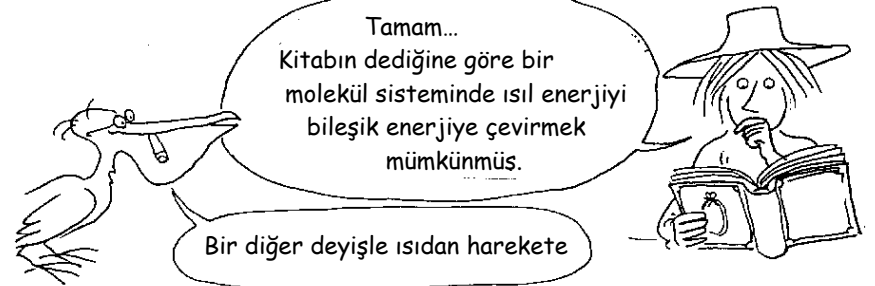 Tamam...
Kitabın dediğine göre bir
molekül sisteminde ısıl enerjiyi
bileşik enerjiye çevirmek
mümkünmüş.
Bir diğer deyişle ısıdan harekete